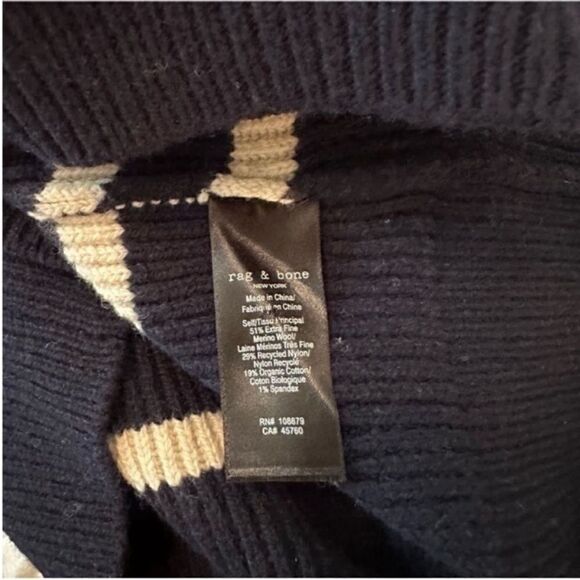 rag & bone
NEW YORK
Made in China/
Fabriqué en Chine
Self/Tissu Principal
51% Extra Fine
Merino Wool/
Laine Mérinos Très Fine
29% Recycled Nylon/
Nylon Recyclé
19% Organic Cotton/
Coton Biologique
1% Spandex
RN# 108879
CA# 45760